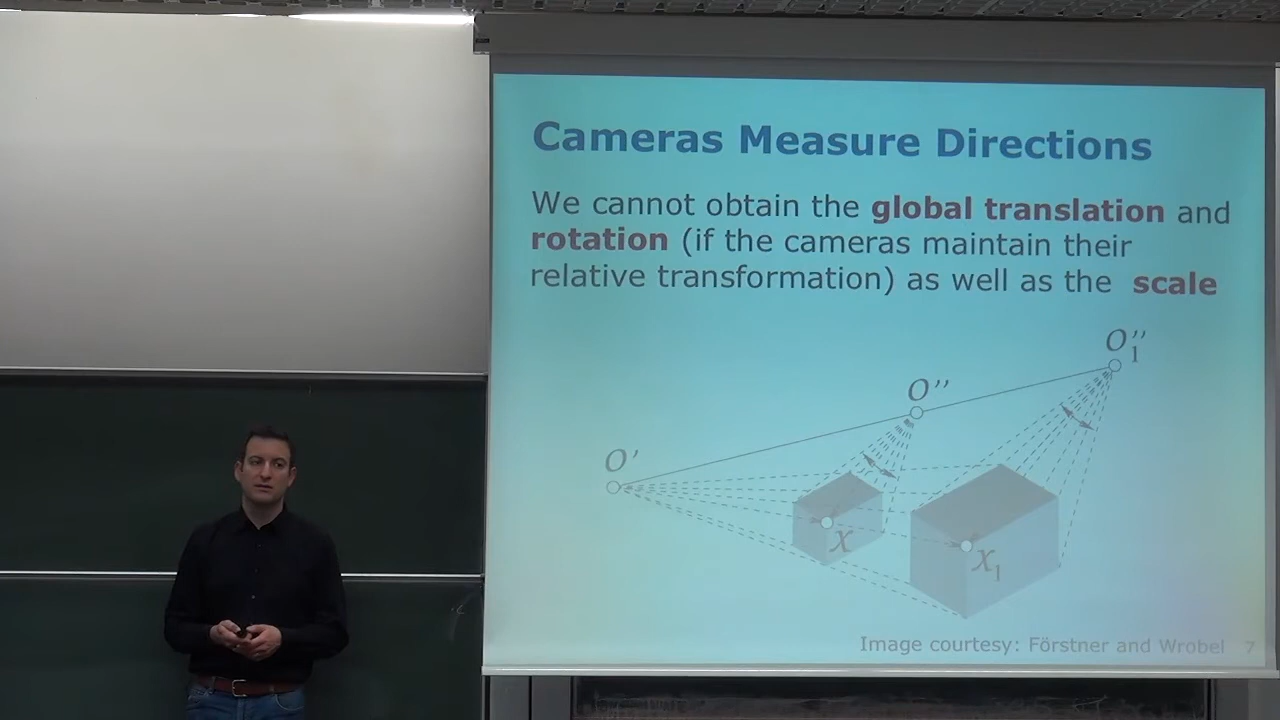 Cameras Measure Directions
We cannot obtain the global translation and
rotation (if the cameras maintain their
relative transformation) as well as the scale
O''₁
O''
O'
X
X₁
Image courtesy: Förstner and Wrobel 7